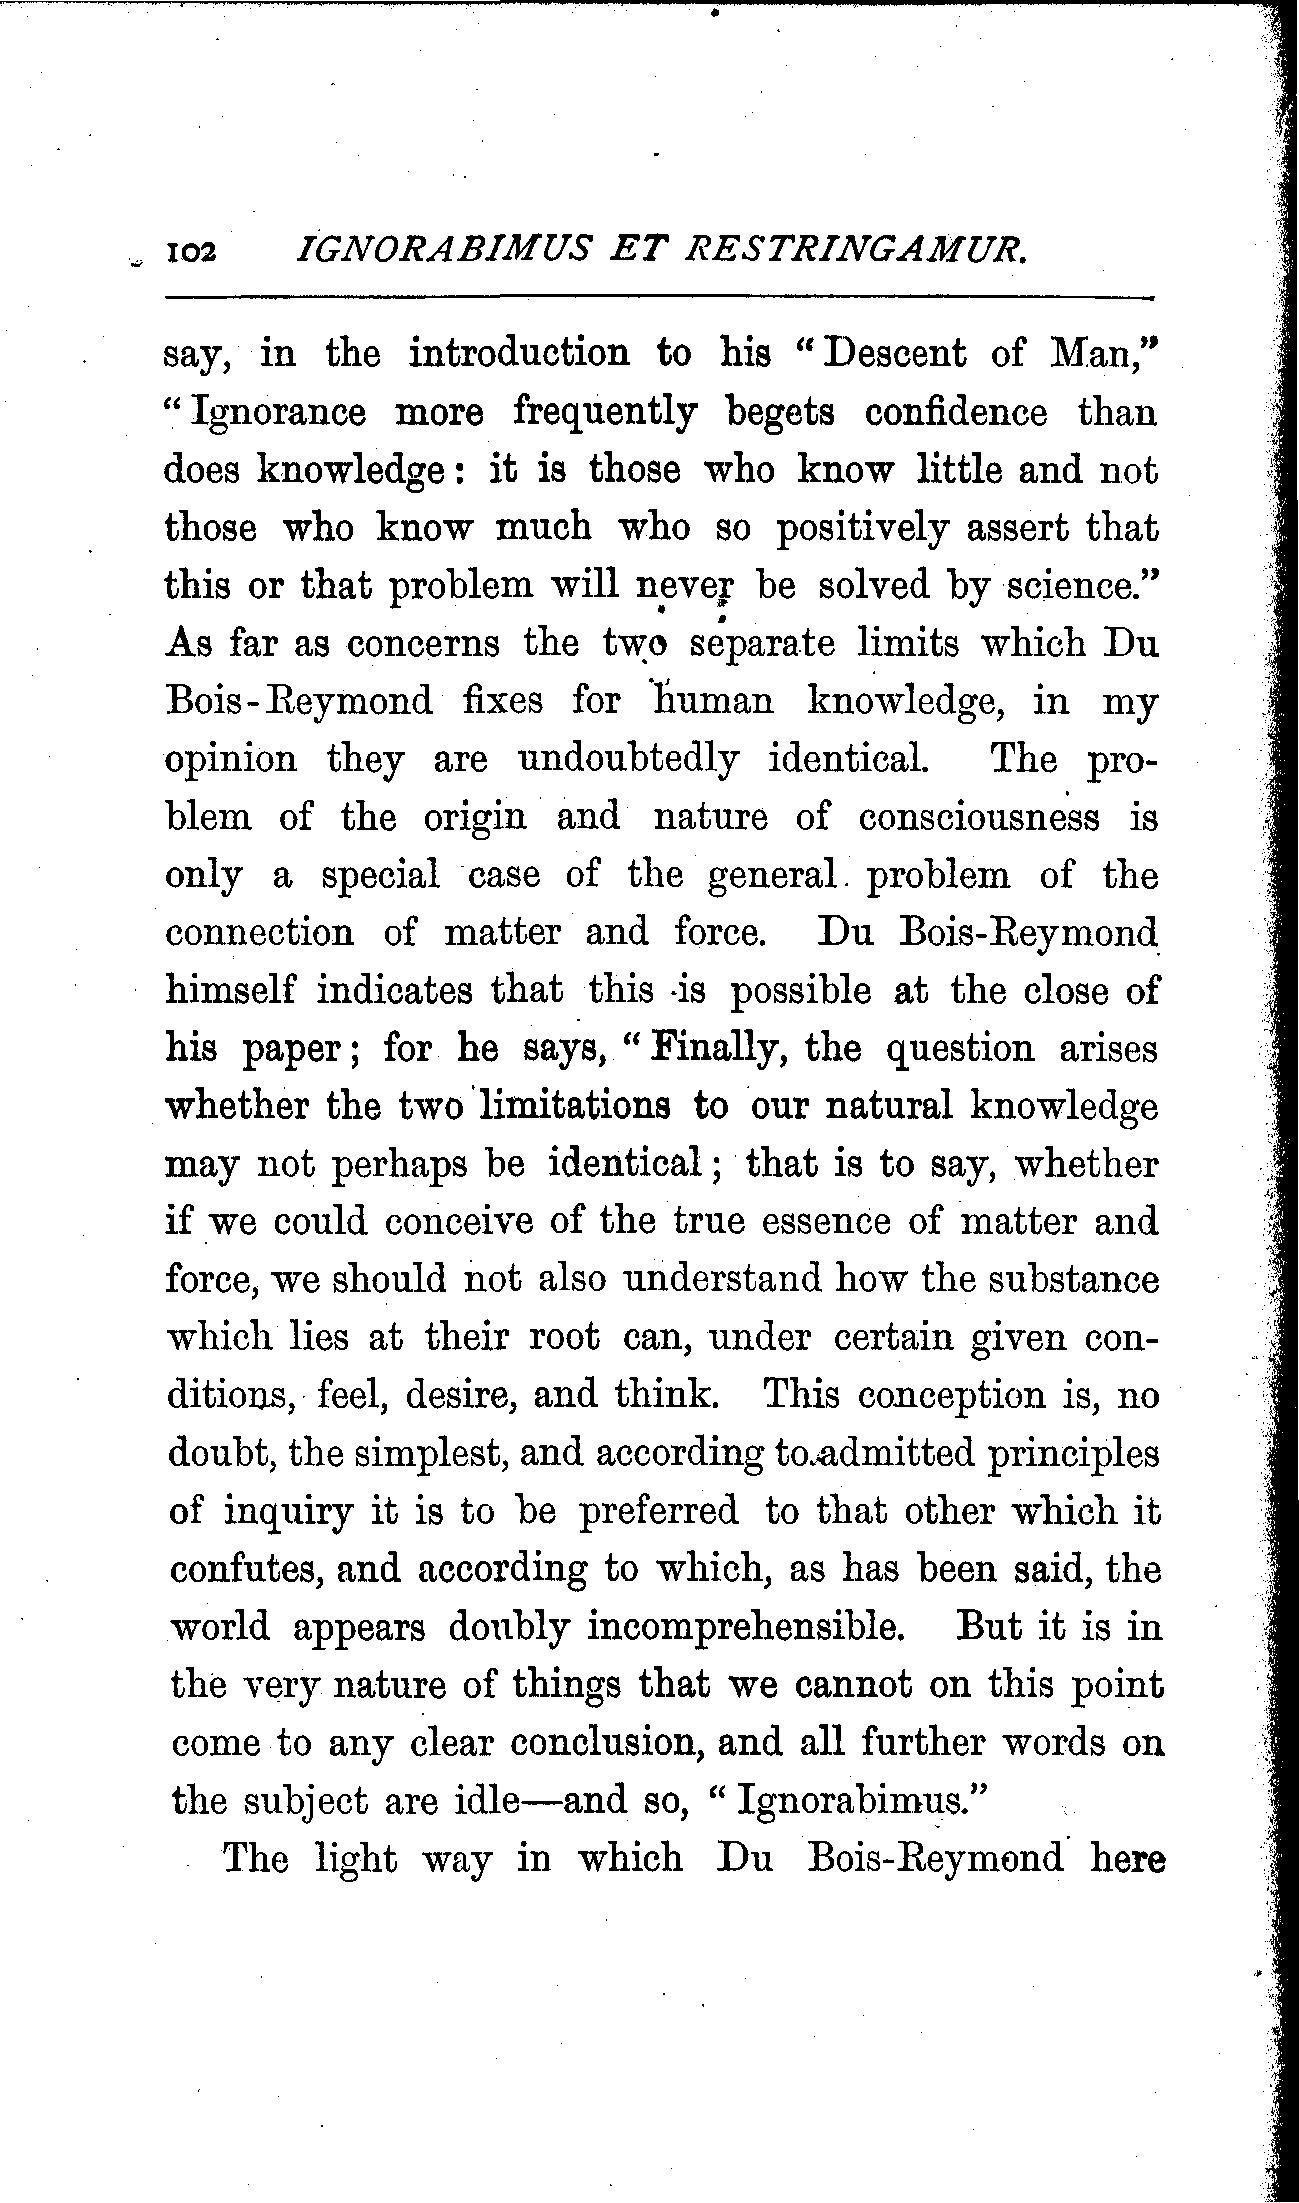 102 IGNORABIMUS ET RESTRINGAMUR.
say, in the introduction to his “Descent of Man,”
“Ignorance more frequently begets confidence than
does knowledge: it is those who know little and not
those who know much who so positively assert that
this or that problem will never be solved by science.”
As far as concerns the two separate limits which Du
Bois-Reymond fixes for human knowledge, in my
opinion they are undoubtedly identical. The pro-
blem of the origin and nature of consciousness is
only a special case of the general problem of the
connection of matter and force. Du Bois-Reymond
himself indicates that this is possible at the close of
his paper; for he says, “Finally, the question arises
whether the two limitations to our natural knowledge
may not perhaps be identical; that is to say, whether
if we could conceive of the true essence of matter and
force, we should not also understand how the substance
which lies at their root can, under certain given con-
ditions, feel, desire, and think. This conception is, no
doubt, the simplest, and according to admitted principles
of inquiry it is to be preferred to that other which it
confutes, and according to which, as has been said, the
world appears doubly incomprehensible. But it is in
the very nature of things that we cannot on this point
come to any clear conclusion, and all further words on
the subject are idle—and so, “Ignorabimus.”
The light way in which Du Bois-Reymond here